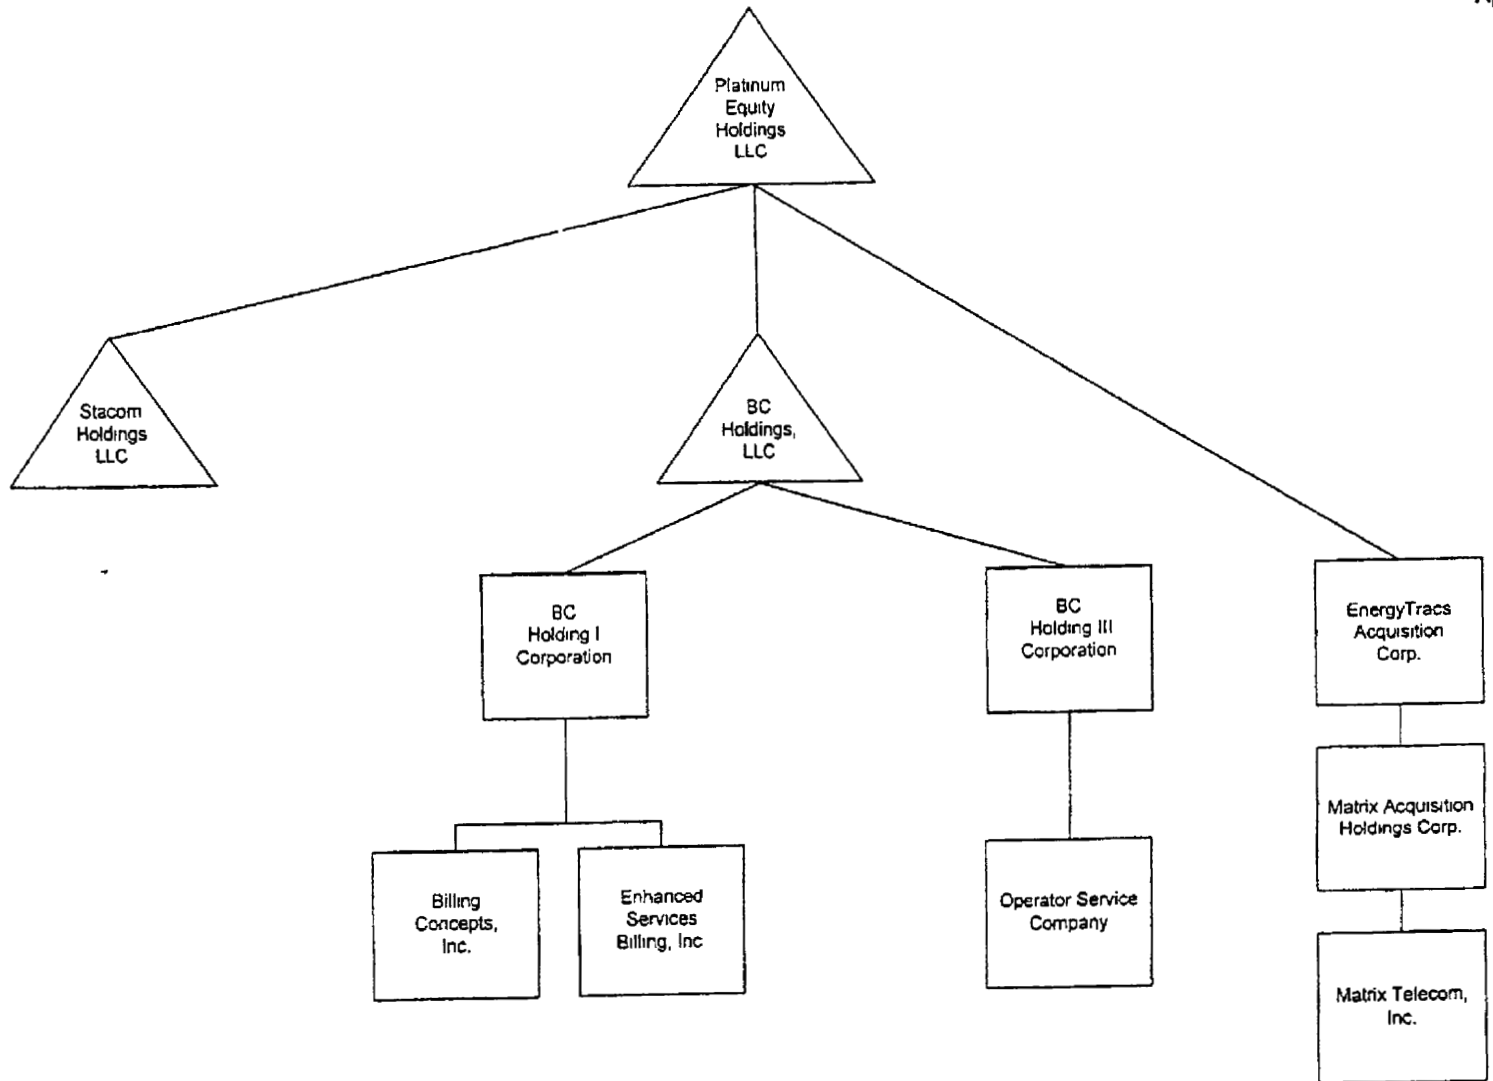 Platinum
Equity
Holdings
LLC
Stacom
Holdings
LLC
BC
Holdings,
LLC
BC
Holding I
Corporation
BC
Holding III
Corporation
EnergyTracs
Acquisition
Corp.
Matrix Acquisition
Holdings Corp.
Billing
Concepts,
Inc.
Enhanced
Services
Billing, Inc
Operator Service
Company
Matrix Telecom,
Inc.